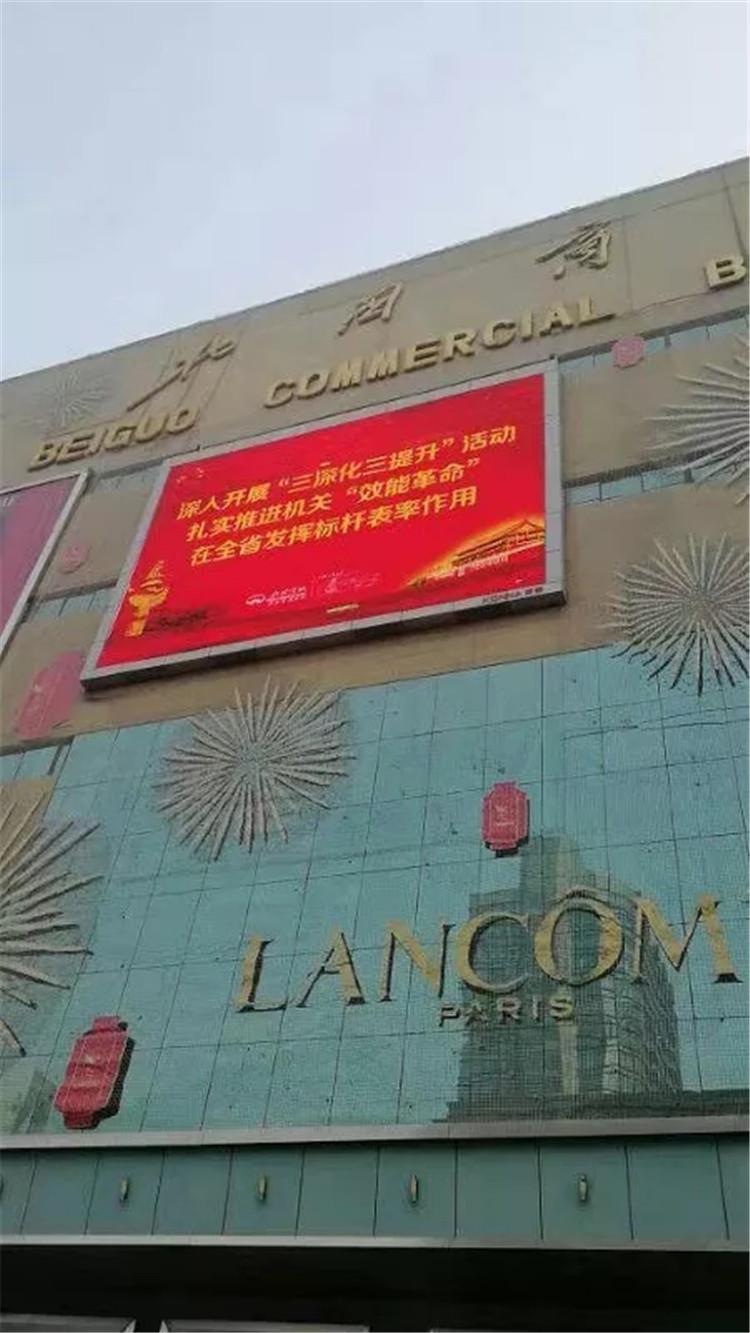 北国商
BEIGUO COMMERCIAL B
深入开展“三深化三提升”活动
扎实推进机关“效能革命”
在全省发挥标杆表率作用
LANCÔM
PARIS